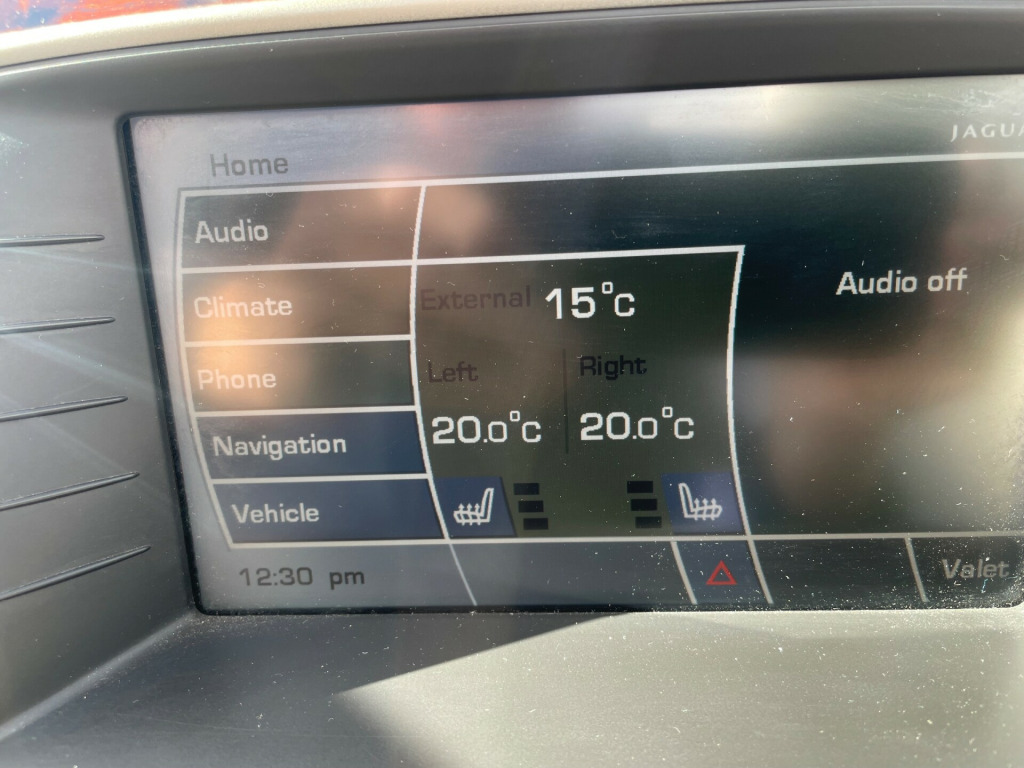 JAGUA
Home
Audio
Audio off
Climate
External 15°C
Phone
Left Right
20.0°C 20.0°C
Navigation
Vehicle
12:30 pm
Valet